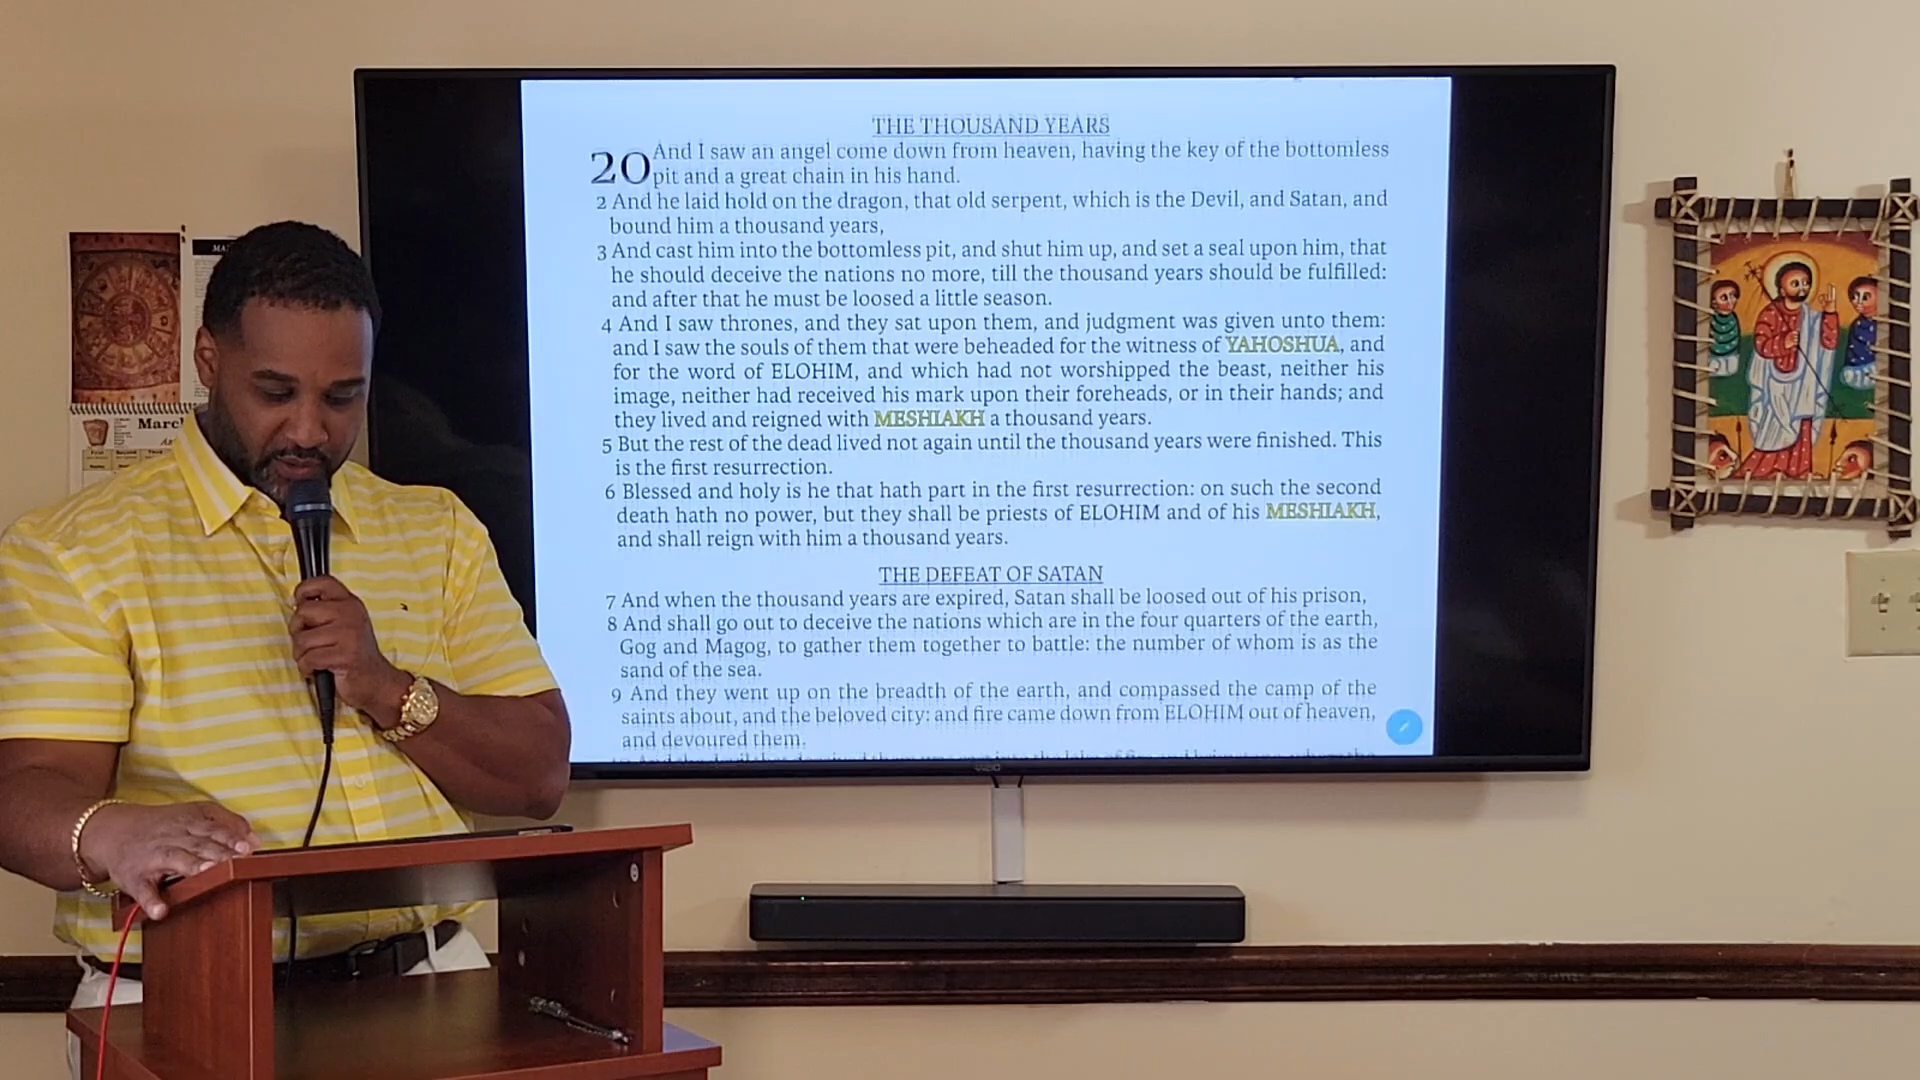 THE THOUSAND YEARS
20 And I saw an angel come down from heaven, having the key of the bottomless
pit and a great chain in his hand.
2 And he laid hold on the dragon, that old serpent, which is the Devil, and Satan, and
bound him a thousand years,
3 And cast him into the bottomless pit, and shut him up, and set a seal upon him, that
he should deceive the nations no more, till the thousand years should be fulfilled:
and after that he must be loosed a little season.
4 And I saw thrones, and they sat upon them, and judgment was given unto them:
and I saw the souls of them that were beheaded for the witness of YAHOSHUA, and
for the word of ELOHIM, and which had not worshipped the beast, neither his
image, neither had received his mark upon their foreheads, or in their hands; and
they lived and reigned with MESHIAKH a thousand years.
5 But the rest of the dead lived not again until the thousand years were finished. This
is the first resurrection.
6 Blessed and holy is he that hath part in the first resurrection: on such the second
death hath no power, but they shall be priests of ELOHIM and of his MESHIAKH,
and shall reign with him a thousand years.
THE DEFEAT OF SATAN
7 And when the thousand years are expired, Satan shall be loosed out of his prison,
8 And shall go out to deceive the nations which are in the four quarters of the earth,
Gog and Magog, to gather them together to battle: the number of whom is as the
sand of the sea.
9 And they went up on the breadth of the earth, and compassed the camp of the
saints about, and the beloved city: and fire came down from ELOHIM out of heaven,
and devoured them.
VIZIO